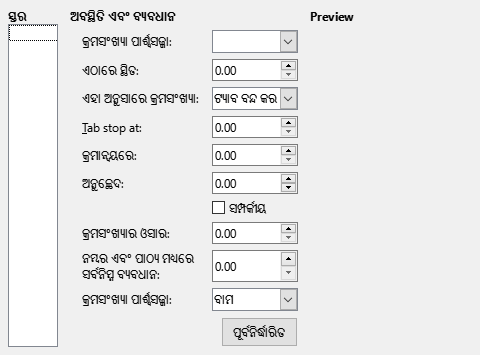 ସ୍ତର
ଅବସ୍ଥିତି ଏବଂ ବ୍ୟବଧାନ
Preview
କ୍ରମସଂଖ୍ୟା ପାର୍ଶ୍ୱସଜ୍ଜା:
ଏଠାରେ ସ୍ଥିତ: 0.00
ଏହା ଅନୁସାରେ କ୍ରମସଂଖ୍ୟା: ଟ୍ୟାବ ବନ୍ଦ କର
Tab stop at: 0.00
କ୍ରମାନ୍ୱୟରେ: 0.00
ଅନୁଚ୍ଛେଦ: 0.00
ସମ୍ପର୍କୀୟ
କ୍ରମସଂଖ୍ୟାର ଓସାର: 0.00
ନମ୍ବର ଏବଂ ପାଠ୍ୟ ମଧ୍ୟରେ
ସର୍ବନିମ୍ନ ବ୍ୟବଧାନ: 0.00
କ୍ରମସଂଖ୍ୟା ପାର୍ଶ୍ୱସଜ୍ଜା: ବାମ
ପୂର୍ବନିର୍ଦ୍ଧାରିତ